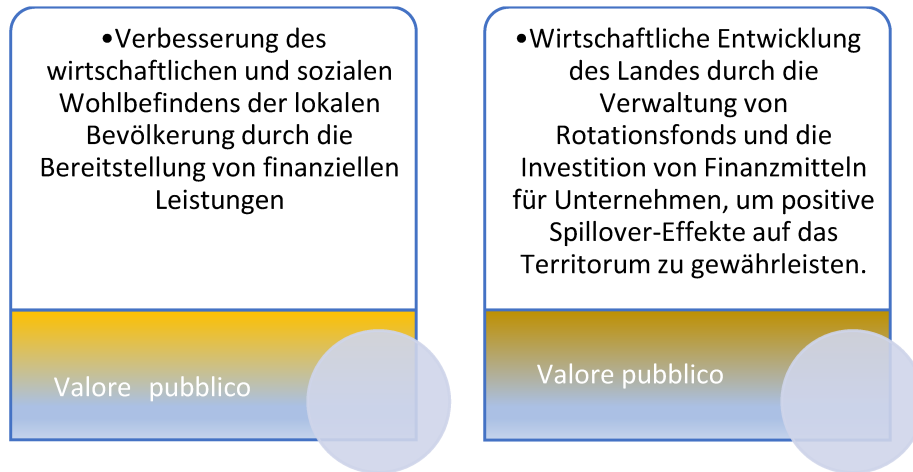 •Verbesserung des
wirtschaftlichen und sozialen
Wohlbefindens der lokalen
Bevölkerung durch die
Bereitstellung von finanziellen
Leistungen
Valore pubblico
•Wirtschaftliche Entwicklung
des Landes durch die
Verwaltung von
Rotationsfonds und die
Investition von Finanzmitteln
für Unternehmen, um positive
Spillover-Effekte auf das
Territorum zu gewährleisten.
Valore pubblico